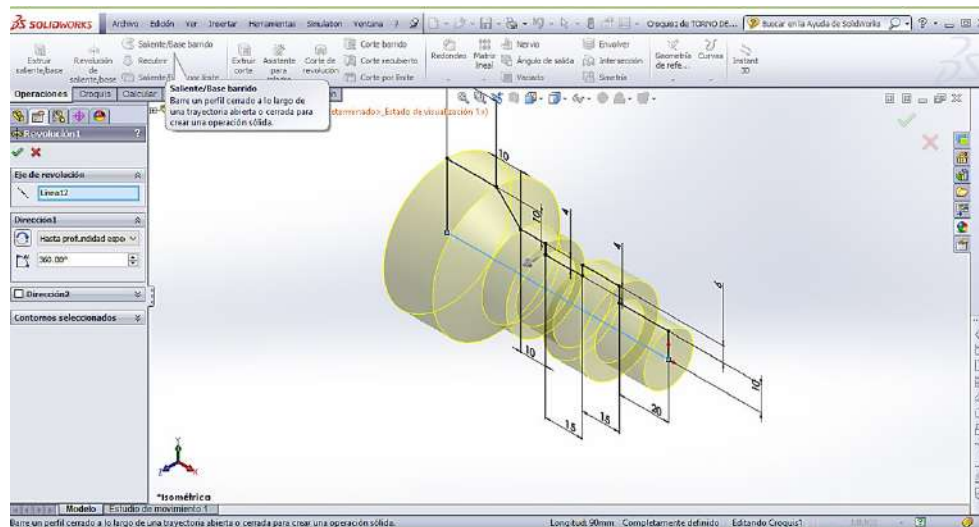 SOLIDWORKS
Archivo Edición Ver Insertar Herramientas Simulation Ventana ?
Croquis de TORNO DE...
Buscar en la Ayuda de SolidWorks
Extruir saliente/base
Revolución de saliente/base
Saliente/Base barrido
Recubrir
Extruir corte
Asistente para
Corte de revolución
Corte barrido
Corte recubierto
Corte por límite
Redondeo
Matriz lineal
Nervio
Ángulo de salida
Vaciado
Envolver
Intersección
Simetría
Geometría de refe...
Curvas
Instant 3D
Operaciones Croquis Calcular
Saliente/Base barrido
Barre un perfil cerrado a lo largo de
una trayectoria abierta o cerrada para
crear una operación sólida.
Revolución1 ?
Eje de revolución
Línea12
Dirección1
Hasta profundidad espe
360.00°
Dirección2
Contornos seleccionados
10
10
4
4
10
15
15
20
10
*Isométrica
Modelo Estudio de movimiento 1
Barre un perfil cerrado a lo largo de una trayectoria abierta o cerrada para crear una operación sólida.
Longitud: 90mm Completamente definido Editando Croquis1